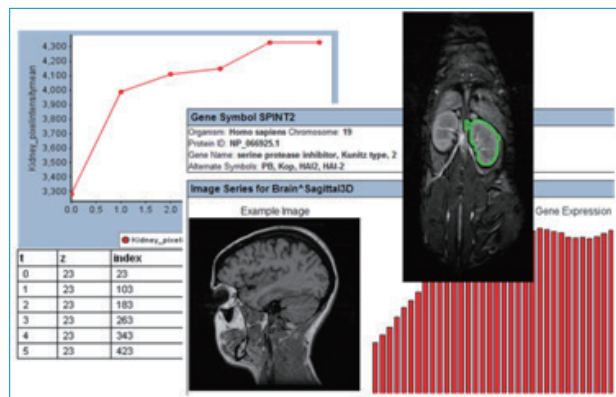 4,300
4,200
4,100
4,000
3,900
3,800
3,700
3,600
3,500
3,400
3,300
Kidney_pixelintensitymean
0.0 0.5 1.0 1.5 2.0
Gene Symbol SPINT2
Organism: Homo sapiens Chromosome: 19
Protein ID: NP_066925.1
Gene Name: serine protease inhibitor, Kunitz type, 2
Alternate Symbols: PB, Kop, HAI2, HAI-2
Image Series for Brain^Sagittal3D
Example Image
Gene Expression
Kidney_pixeli
t z index
0 23 23
1 23 103
2 23 183
3 23 263
4 23 343
5 23 423